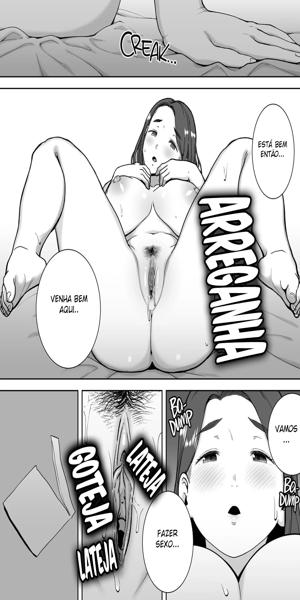 CREAK...
ESTÁ BEM
ENTÃO...
ARREGANHA
VENHA BEM
AQUI..
BA-
DUMP
VAMOS
...
LATEJA
GOTEJA
LATEJA
BA-
DUMP
FAZER
SEXO...